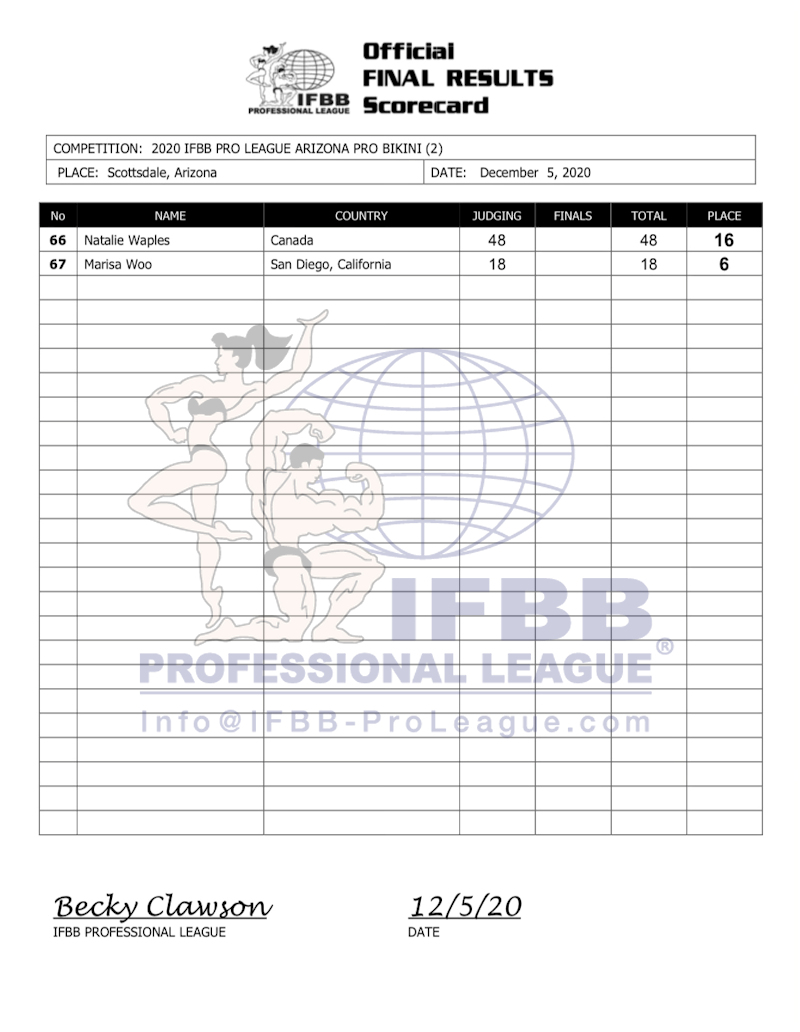 Official
FINAL RESULTS
IFBB Scorecard
PROFESSIONAL LEAGUE
COMPETITION: 2020 IFBB PRO LEAGUE ARIZONA PRO BIKINI (2)
PLACE: Scottsdale, Arizona DATE: December 5, 2020
No NAME COUNTRY JUDGING FINALS TOTAL PLACE
66 Natalie Waples Canada 48 48 16
67 Marisa Woo San Diego, California 18 18 6
IFBB
PROFESSIONAL LEAGUE®
Info@IFBB-ProLeague.com
Becky Clawson 12/5/20
IFBB PROFESSIONAL LEAGUE DATE